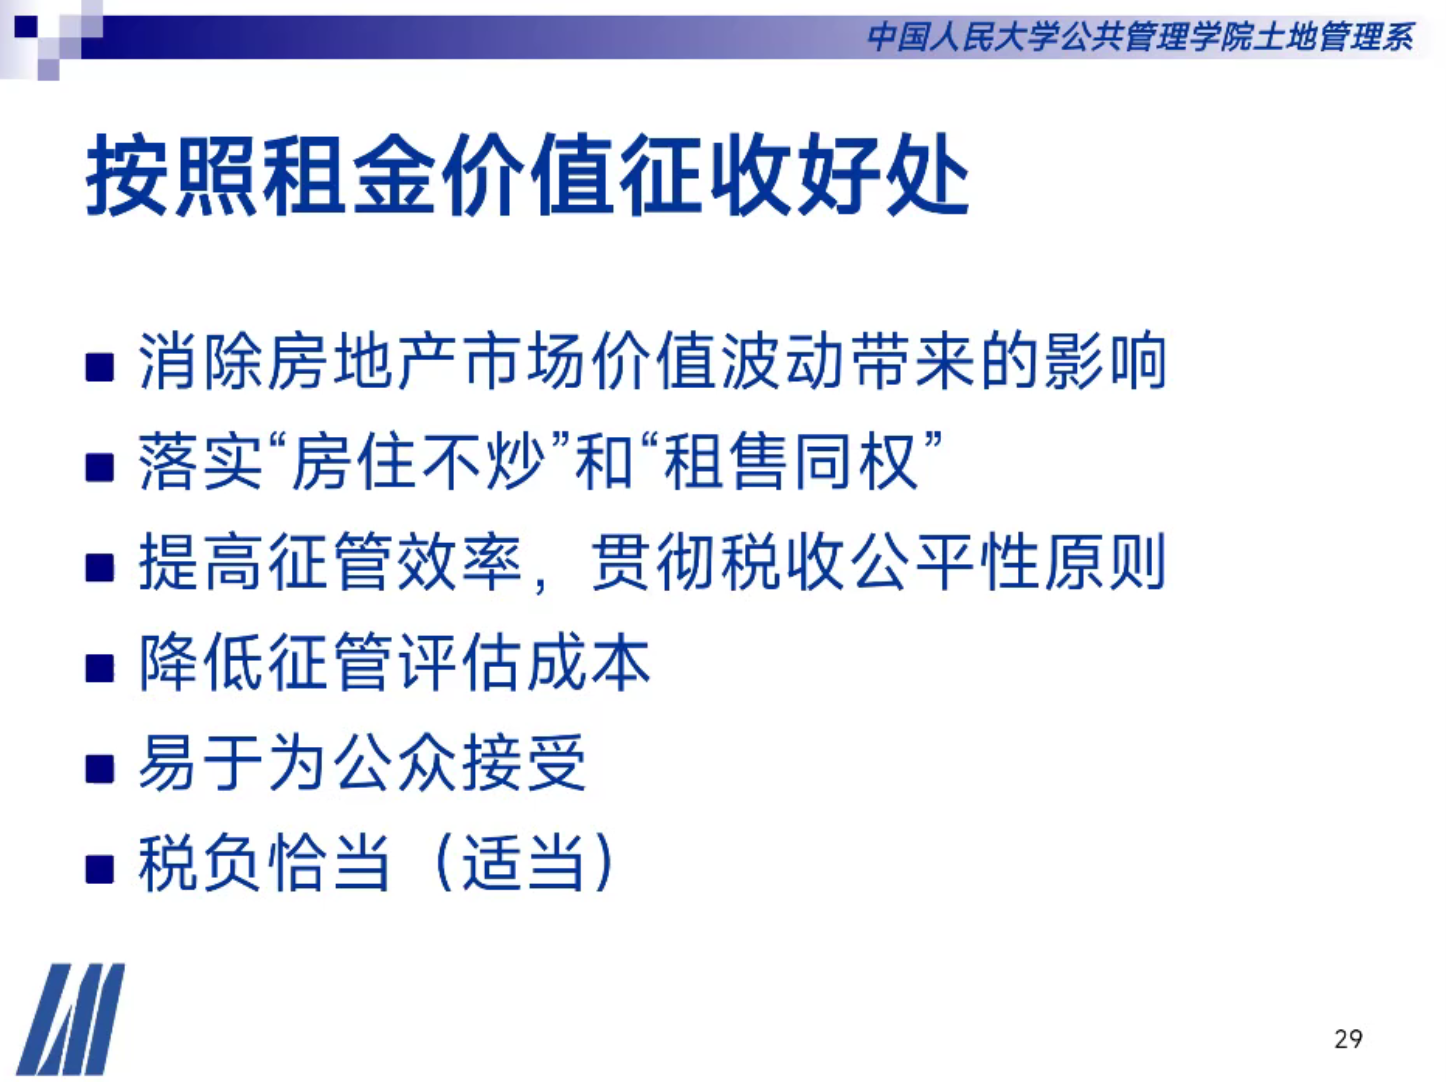 中国人民大学公共管理学院土地管理系
按照租金价值征收好处
消除房地产市场价值波动带来的影响
落实“房住不炒”和“租售同权”
提高征管效率，贯彻税收公平性原则
降低征管评估成本
易于为公众接受
税负恰当（适当）
29